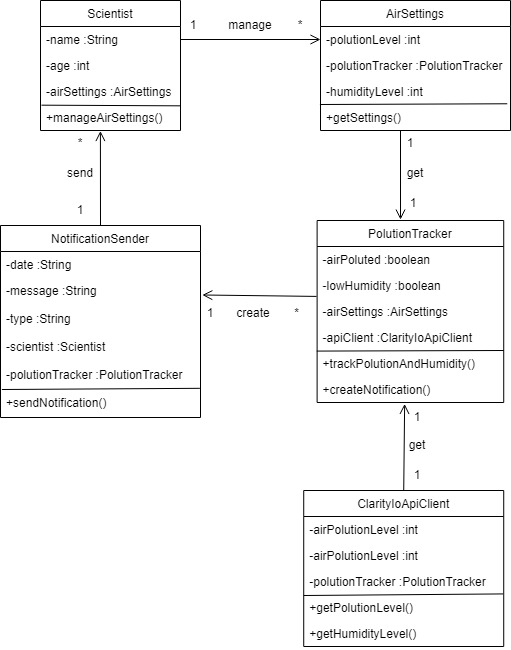 Scientist
-name :String
-age :int
-airSettings :AirSettings
+manageAirSettings()
1 manage *
AirSettings
-polutionLevel :int
-polutionTracker :PolutionTracker
-humidityLevel :int
+getSettings()
*
send
1
1
get
1
NotificationSender
-date :String
-message :String
-type :String
-scientist :Scientist
-polutionTracker :PolutionTracker
+sendNotification()
1 create *
PolutionTracker
-airPoluted :boolean
-lowHumidity :boolean
-airSettings :AirSettings
-apiClient :ClarityIoApiClient
+trackPolutionAndHumidity()
+createNotification()
1
get
1
ClarityIoApiClient
-airPolutionLevel :int
-airPolutionLevel :int
-polutionTracker :PolutionTracker
+getPolutionLevel()
+getHumidityLevel()